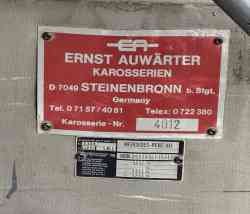 EA
ERNST AUWÄRTER
KAROSSERIEN
D 7049 STEINENBRONN b. Stgt.
Germany
Tel. 0 71 57 / 40 81 Telex: 0 722 380
Karosserie - Nr. 4012
MERCEDES-BENZ AG